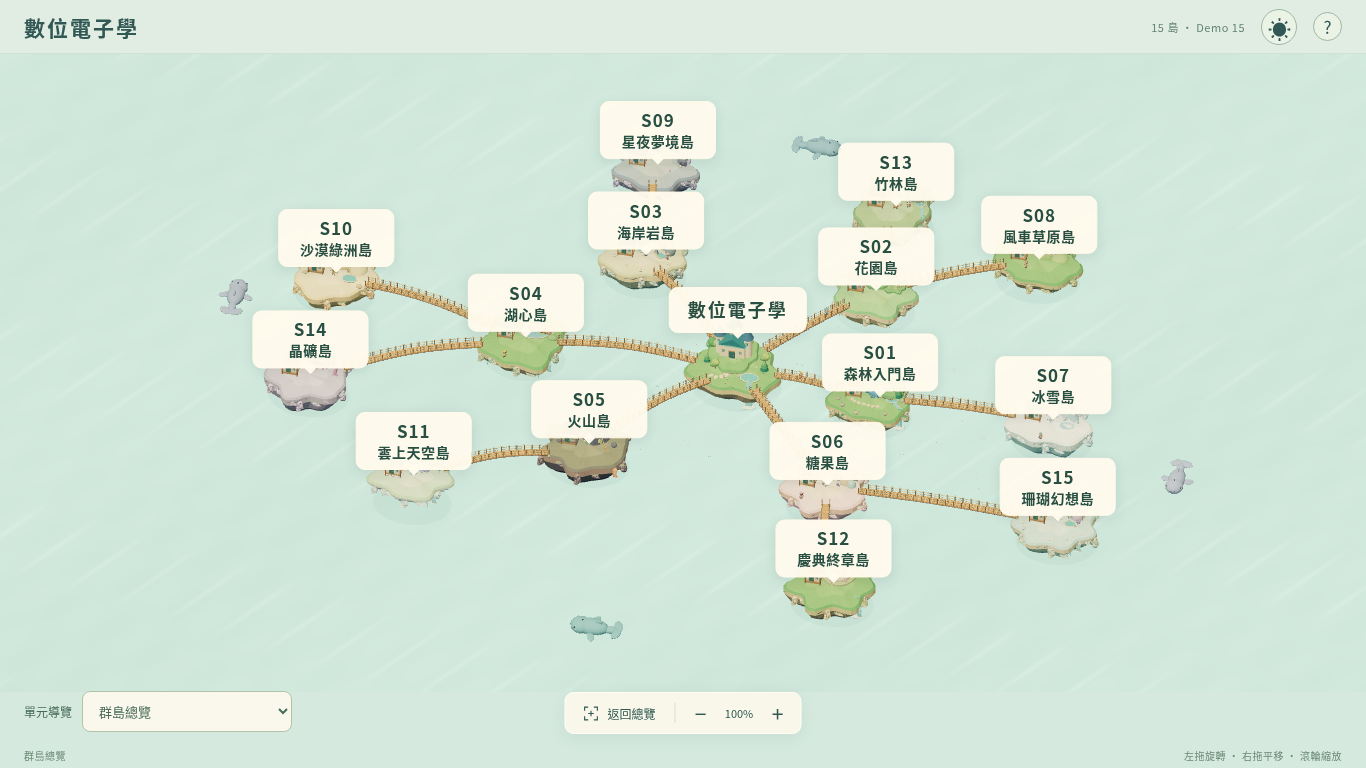 數位電子學
15 島 · Demo 15
?
S09
星夜夢境島
S13
竹林島
S03
海岸岩島
S08
風車草原島
S10
沙漠綠洲島
S02
花園島
S04
湖心島
數位電子學
S14
晶礦島
S01
森林入門島
S07
冰雪島
S05
火山島
S11
雲上天空島
S06
糖果島
S15
珊瑚幻想島
S12
慶典終章島
單元導覽
群島總覽
返回總覽
− 100% +
群島總覽
左拖旋轉 · 右拖平移 · 滾輪縮放